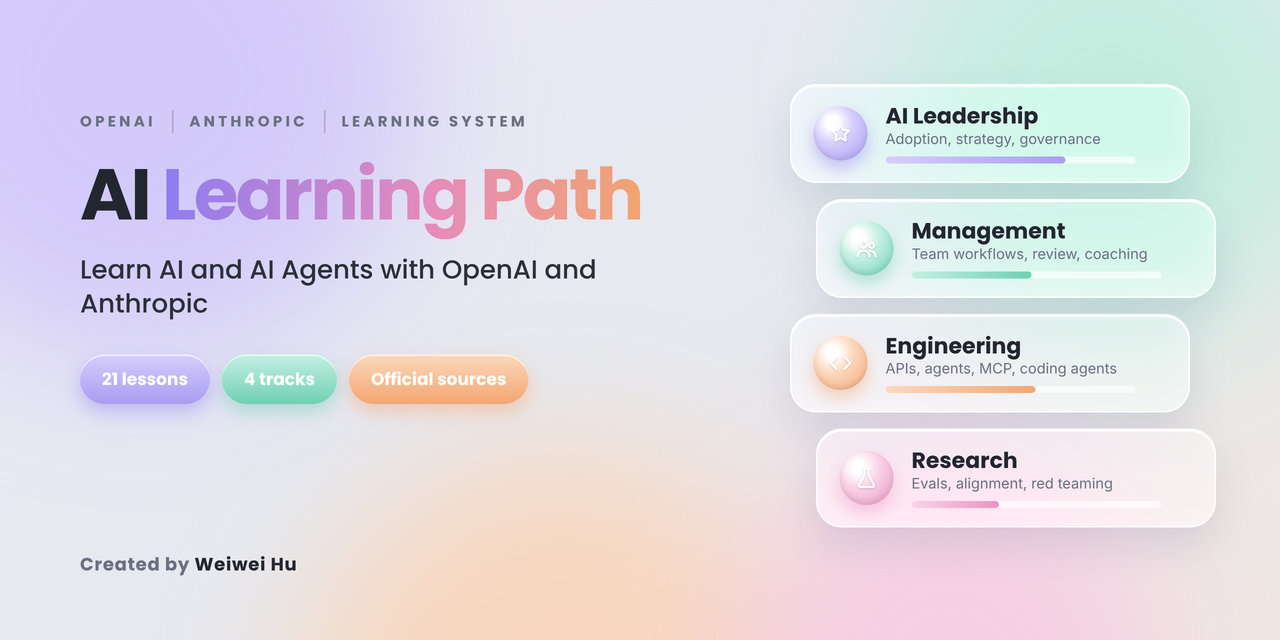 OPENAI | ANTHROPIC | LEARNING SYSTEM
AI Learning Path
Learn AI and AI Agents with OpenAI and
Anthropic
21 lessons
4 tracks
Official sources
Created by Weiwei Hu
AI Leadership
Adoption, strategy, governance
Management
Team workflows, review, coaching
Engineering
APIs, agents, MCP, coding agents
Research
Evals, alignment, red teaming